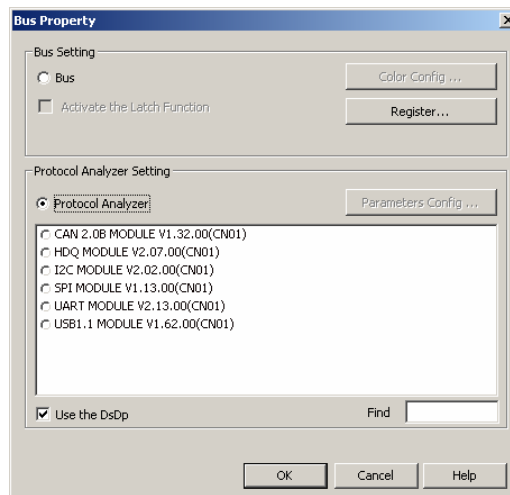 Bus Property
Bus Setting
Bus
Color Config ...
Activate the Latch Function
Register...
Protocol Analyzer Setting
Protocol Analyzer
Parameters Config ...
CAN 2.0B MODULE V1.32.00(CN01)
HDQ MODULE V2.07.00(CN01)
I2C MODULE V2.02.00(CN01)
SPI MODULE V1.13.00(CN01)
UART MODULE V2.13.00(CN01)
USB1.1 MODULE V1.62.00(CN01)
Use the DsDp
Find
OK
Cancel
Help